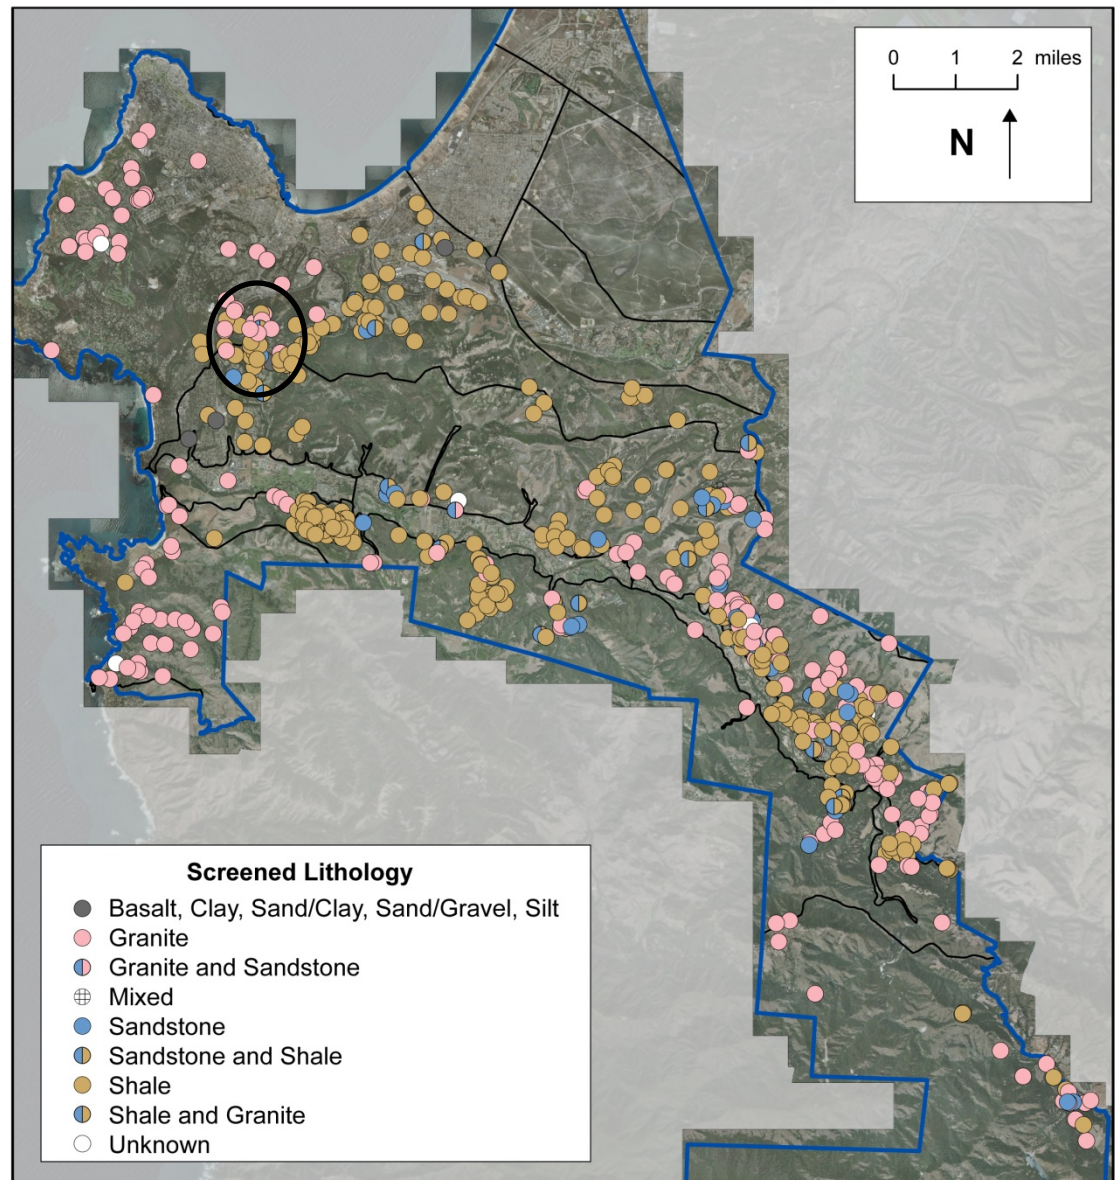 0 1 2 miles
N
Screened Lithology
Basalt, Clay, Sand/Clay, Sand/Gravel, Silt
Granite
Granite and Sandstone
Mixed
Sandstone
Sandstone and Shale
Shale
Shale and Granite
Unknown